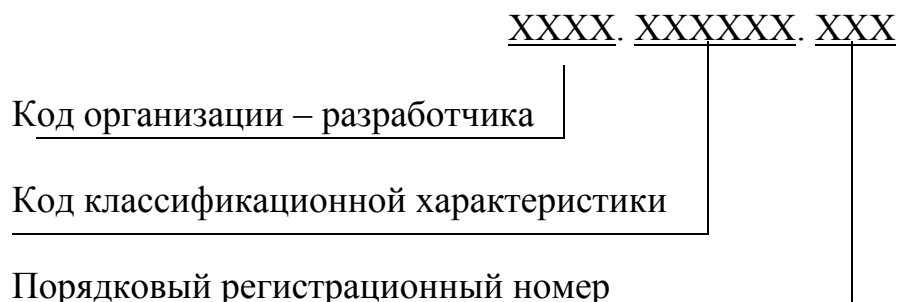 XXXX. XXXXXX. XXX
Код организации – разработчика
Код классификационной характеристики
Порядковый регистрационный номер